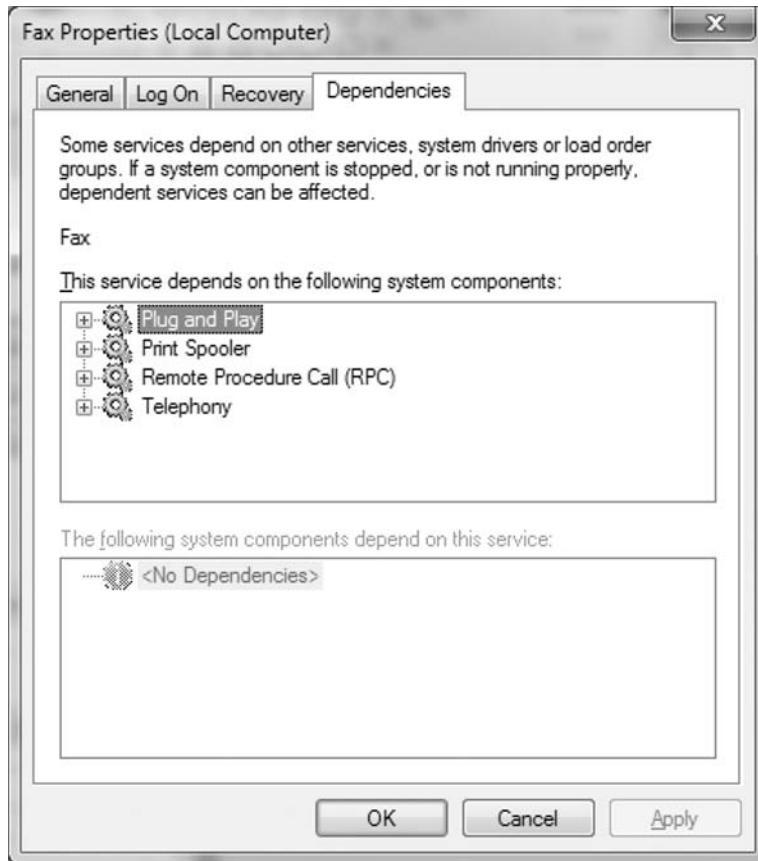 Fax Properties (Local Computer)
General Log On Recovery Dependencies
Some services depend on other services, system drivers or load order
groups. If a system component is stopped, or is not running properly,
dependent services can be affected.
Fax
This service depends on the following system components:
Plug and Play
Print Spooler
Remote Procedure Call (RPC)
Telephony
The following system components depend on this service:
<No Dependencies>
OK Cancel Apply